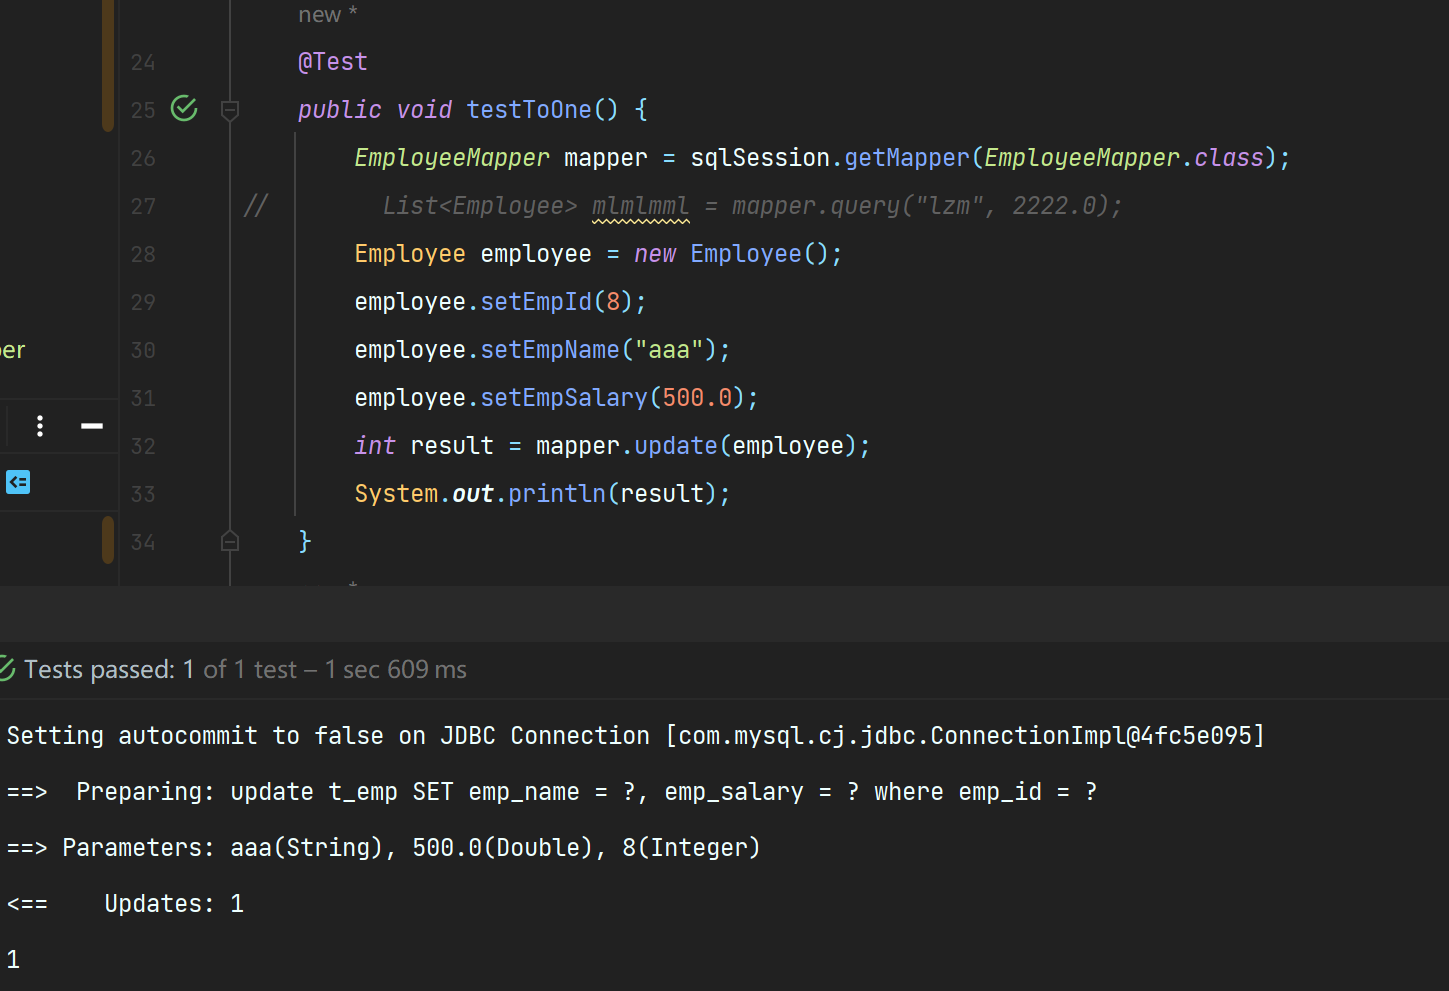 new *
24 @Test
25 public void testToOne() {
26 EmployeeMapper mapper = sqlSession.getMapper(EmployeeMapper.class);
27 // List<Employee> mlmlmml = mapper.query("lzm", 2222.0);
28 Employee employee = new Employee();
29 employee.setEmpId(8);
30 employee.setEmpName("aaa");
er
31 employee.setEmpSalary(500.0);
32 int result = mapper.update(employee);
33 System.out.println(result);
34 }
Tests passed: 1 of 1 test – 1 sec 609 ms
Setting autocommit to false on JDBC Connection [com.mysql.cj.jdbc.ConnectionImpl@4fc5e095]
==>  Preparing: update t_emp SET emp_name = ?, emp_salary = ? where emp_id = ?
==> Parameters: aaa(String), 500.0(Double), 8(Integer)
<==    Updates: 1
1